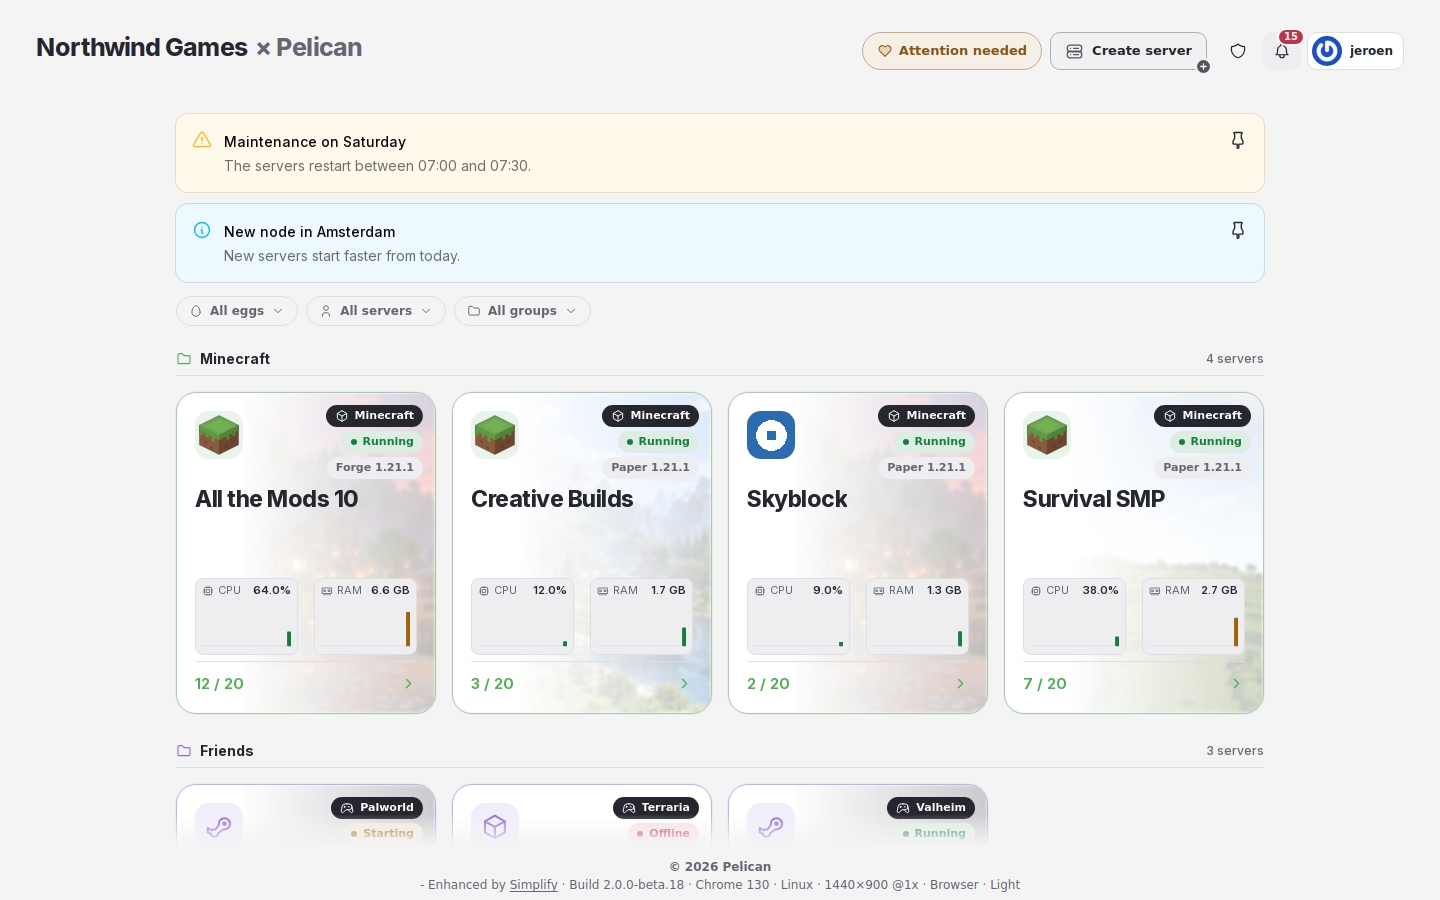 Northwind Games × Pelican
Attention needed
Create server
15
jeroen
Maintenance on Saturday
The servers restart between 07:00 and 07:30.
New node in Amsterdam
New servers start faster from today.
All eggs
All servers
All groups
Minecraft
4 servers
Minecraft
Running
Forge 1.21.1
All the Mods 10
CPU 64.0%
RAM 6.6 GB
12 / 20
Minecraft
Running
Paper 1.21.1
Creative Builds
CPU 12.0%
RAM 1.7 GB
3 / 20
Minecraft
Running
Paper 1.21.1
Skyblock
CPU 9.0%
RAM 1.3 GB
2 / 20
Minecraft
Running
Paper 1.21.1
Survival SMP
CPU 38.0%
RAM 2.7 GB
7 / 20
Friends
3 servers
Palworld
Starting
Terraria
Offline
Valheim
Running
© 2026 Pelican
- Enhanced by Simplify · Build 2.0.0-beta.18 · Chrome 130 · Linux · 1440×900 @1x · Browser · Light